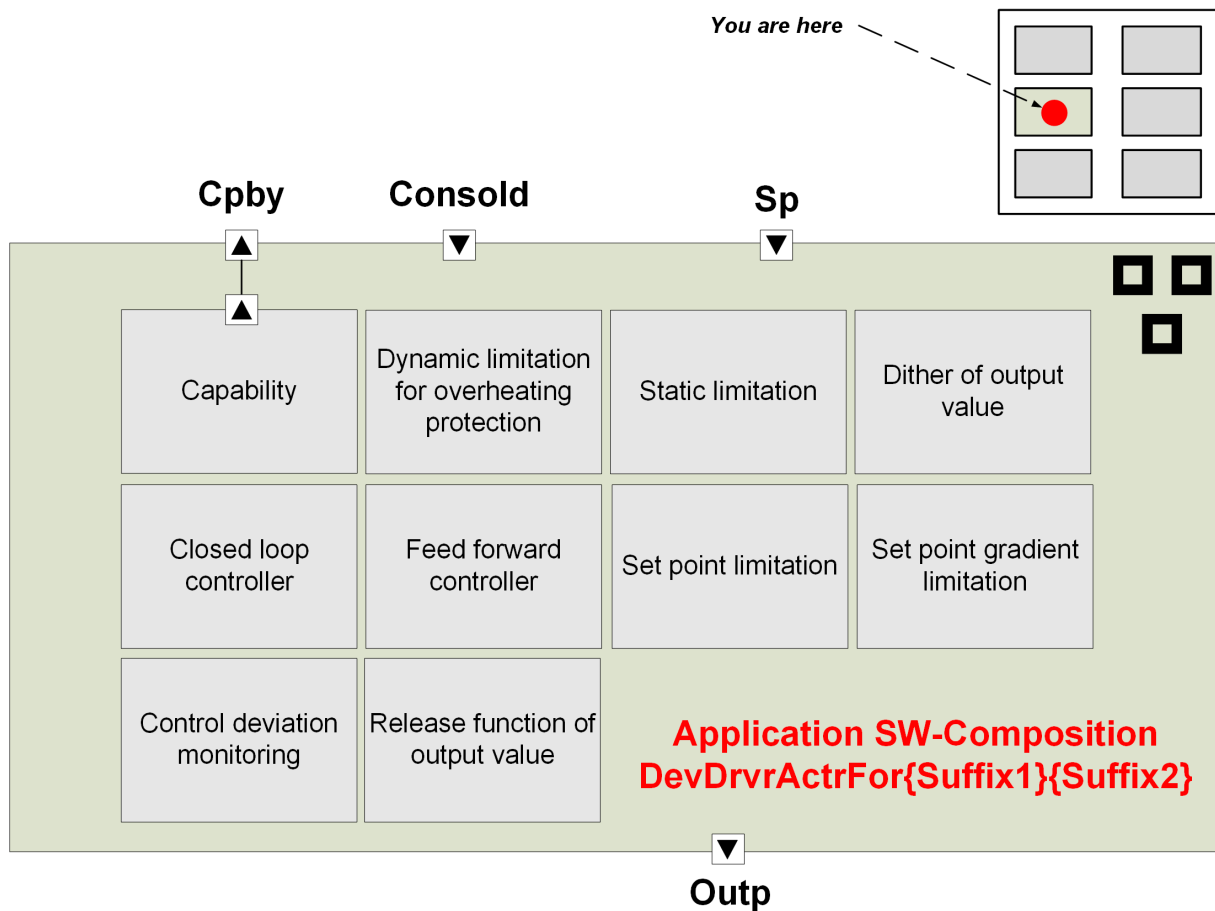 You are here
Cpby
Consold
Sp
Capability
Dynamic limitation
for overheating
protection
Static limitation
Dither of output
value
Closed loop
controller
Feed forward
controller
Set point limitation
Set point gradient
limitation
Control deviation
monitoring
Release function of
output value
Application SW-Composition
DevDrvrActrFor{Suffix1}{Suffix2}
Outp